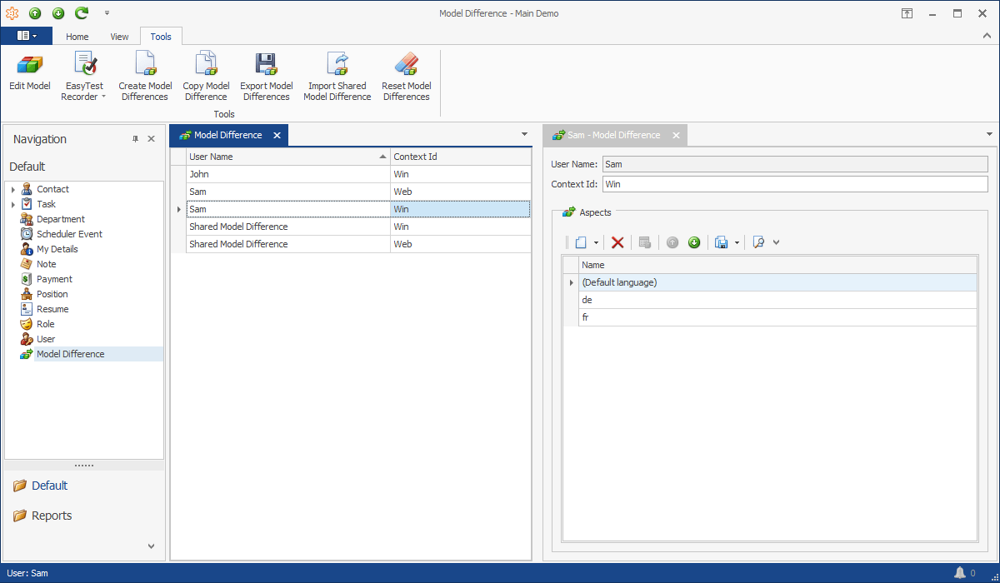 Model Difference - Main Demo
Home View Tools
Edit Model
EasyTest
Recorder
Create Model
Differences
Copy Model
Difference
Export Model
Differences
Import Shared
Model Difference
Reset Model
Differences
Tools
Navigation
Default
Contact
Task
Department
Scheduler Event
My Details
Note
Payment
Position
Resume
Role
User
Model Difference
Default
Reports
Model Difference
User Name Context Id
John Win
Sam Web
Sam Win
Shared Model Difference Win
Shared Model Difference Web
Sam - Model Difference
User Name: Sam
Context Id: Win
Aspects
Name
(Default language)
de
fr
User: Sam
0